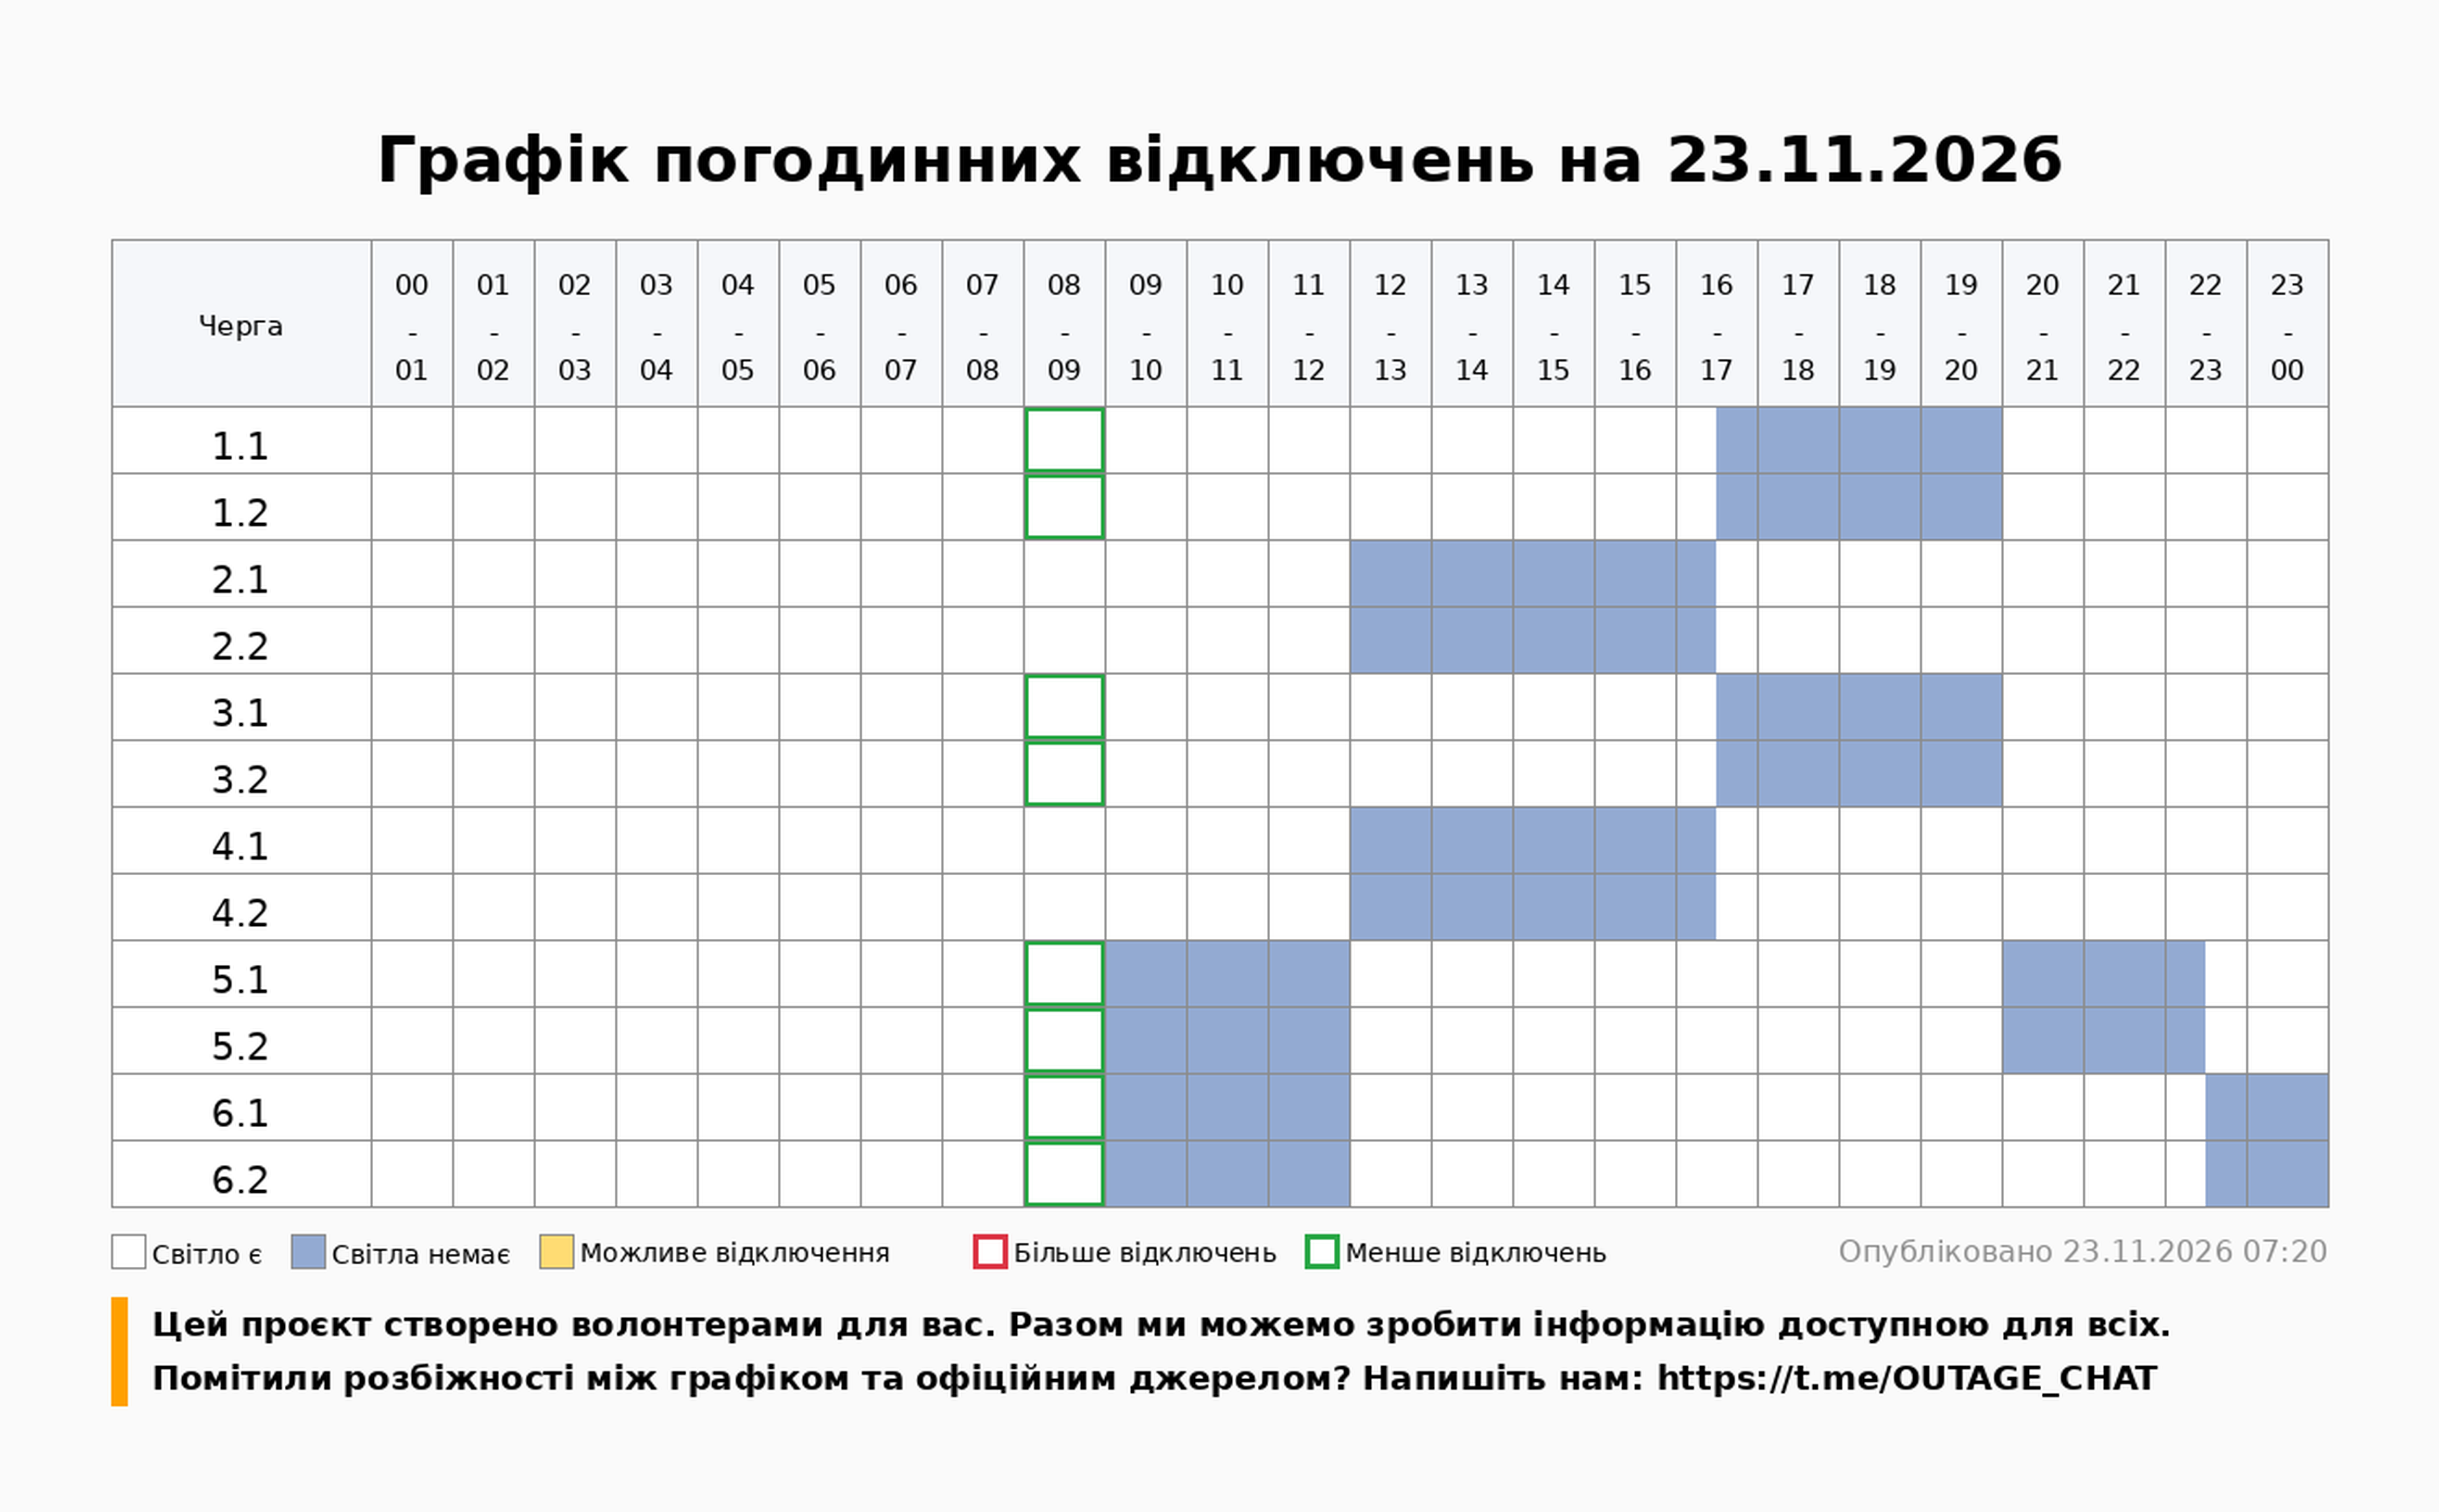 Графік погодинних відключень на 23.11.2026
Черга 00 - 01 01 - 02 02 - 03 03 - 04 04 - 05 05 - 06 06 - 07 07 - 08 08 - 09 09 - 10 10 - 11 11 - 12 12 - 13 13 - 14 14 - 15 15 - 16 16 - 17 17 - 18 18 - 19 19 - 20 20 - 21 21 - 22 22 - 23 23 - 00
1.1
1.2
2.1
2.2
3.1
3.2
4.1
4.2
5.1
5.2
6.1
6.2
Світло є Світла немає Можливе відключення Більше відключень Менше відключень Опубліковано 23.11.2026 07:20
Цей проєкт створено волонтерами для вас. Разом ми можемо зробити інформацію доступною для всіх.
Помітили розбіжності між графіком та офіційним джерелом? Напишіть нам: https://t.me/OUTAGE_CHAT